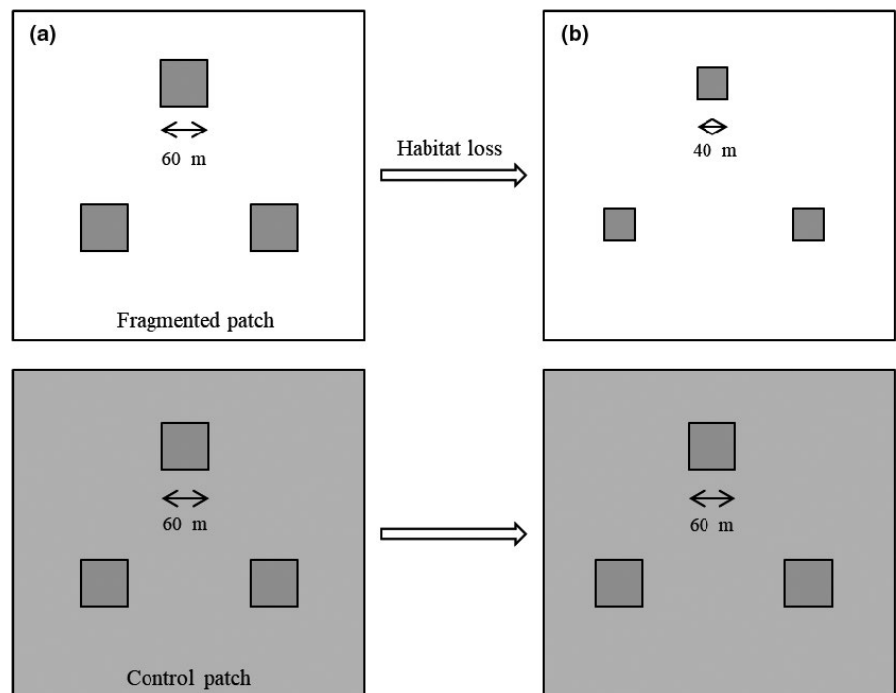 (a)
60 m
Fragmented patch
Habitat loss
(b)
40 m
60 m
Control patch
60 m